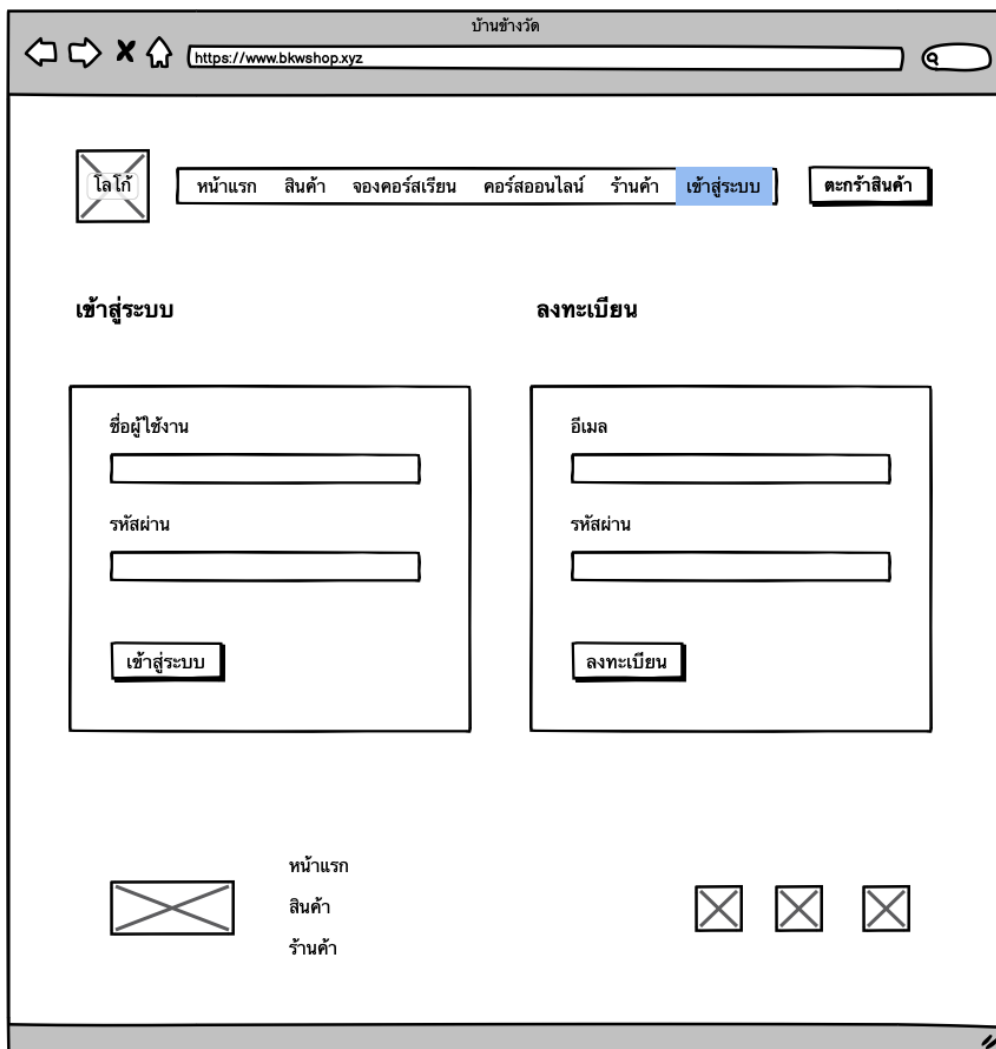 บ้านข้างวัด
https://www.bkwshop.xyz
โลโก้
หน้าแรก สินค้า จองคอร์สเรียน คอร์สออนไลน์ ร้านค้า เข้าสู่ระบบ
ตะกร้าสินค้า
เข้าสู่ระบบ
ลงทะเบียน
ชื่อผู้ใช้งาน
รหัสผ่าน
เข้าสู่ระบบ
อีเมล
รหัสผ่าน
ลงทะเบียน
หน้าแรก
สินค้า
ร้านค้า